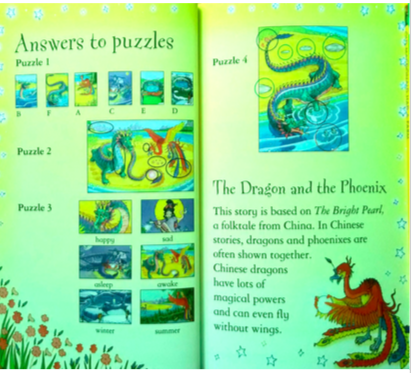 Answers to puzzles
Puzzle 1
B F A C E D
Puzzle 2
Puzzle 3
happy sad
asleep awake
winter summer
Puzzle 4
The Dragon and the Phoenix
This story is based on The Bright Pearl,
a folktale from China. In Chinese
stories, dragons and phoenixes are
often shown together.
Chinese dragons
have lots of
magical powers
and can even fly
without wings.